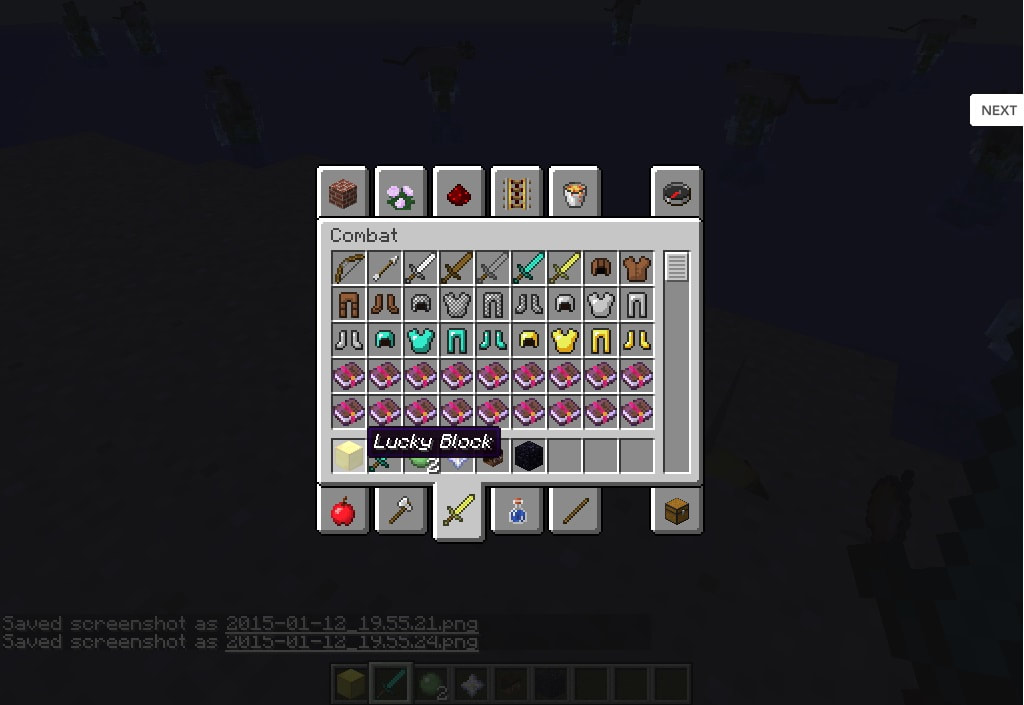 NEXT
Combat
Lucky Block
2
Saved screenshot as 2015-01-12_19.55.21.png
Saved screenshot as 2015-01-12_19.55.24.png
2